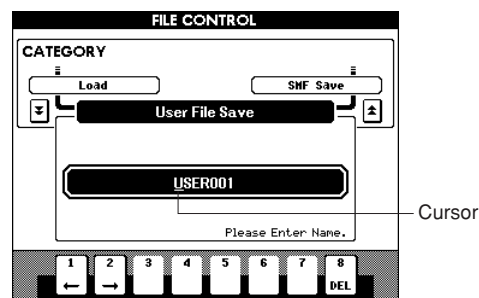 FILE CONTROL
CATEGORY
Load
SMF Save
User File Save
USER001
Cursor
Please Enter Name.
1 2 3 4 5 6 7 8
← → DEL